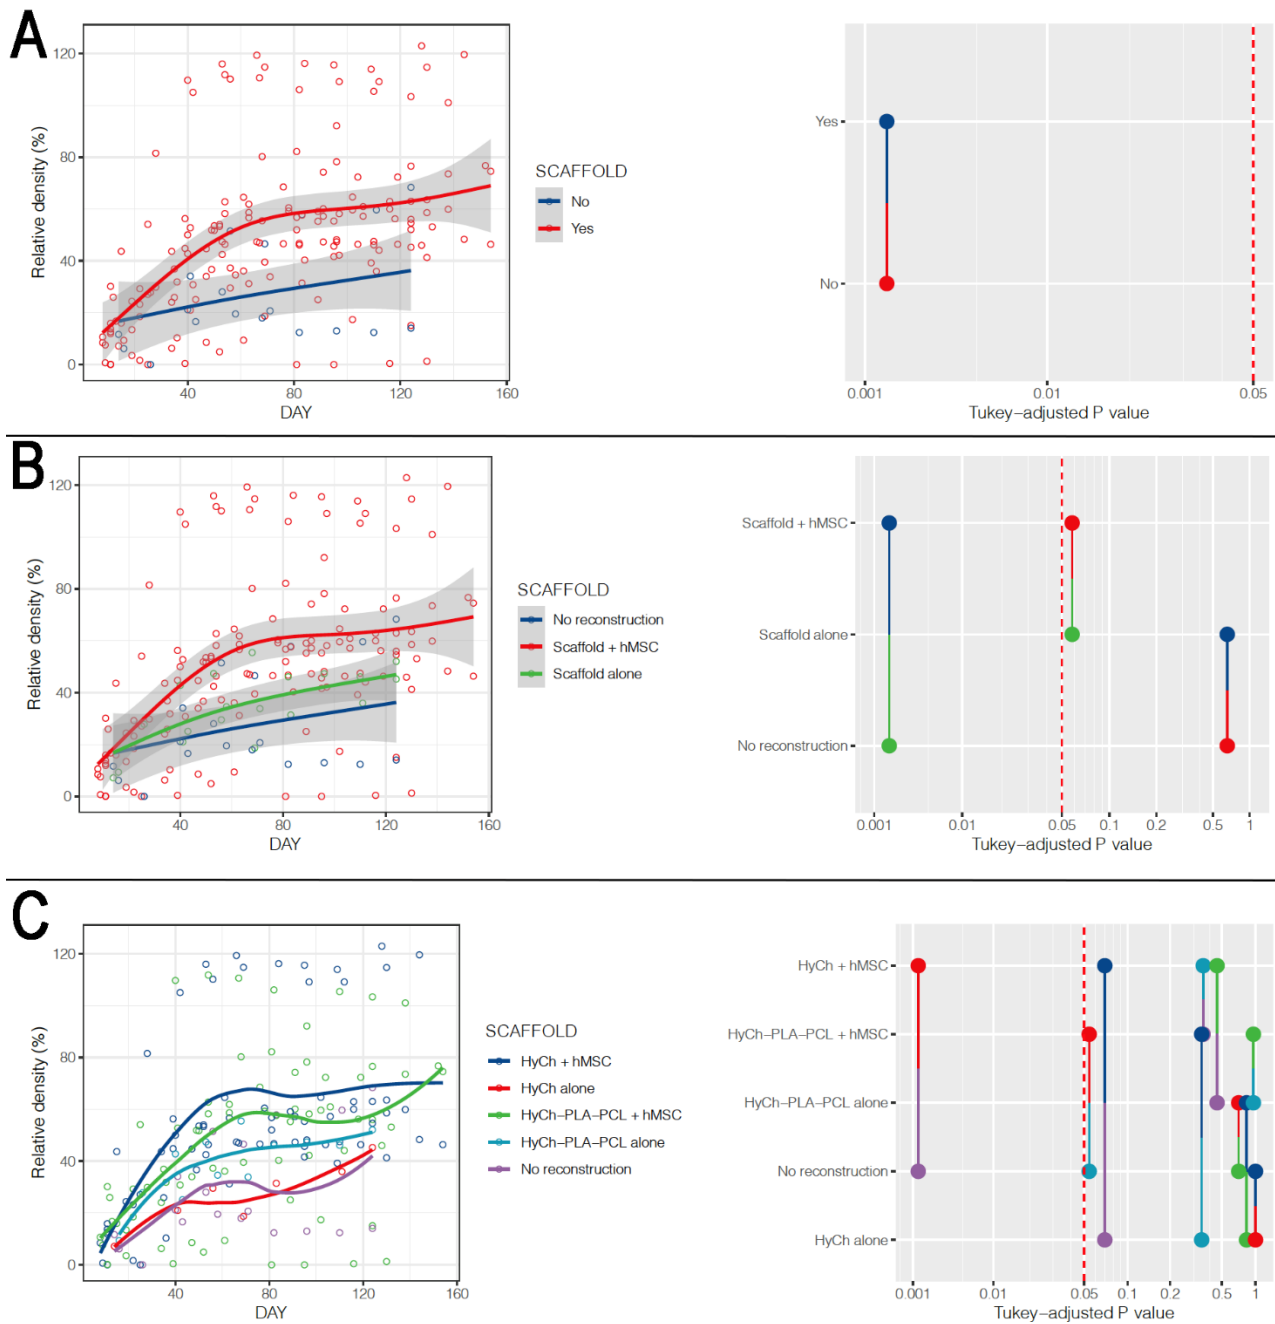 A
Relative density (%)
120
80
40
0
40
80
120
160
DAY
SCAFFOLD
No
Yes
Yes
No
0.001
0.01
0.05
Tukey-adjusted P value
B
Relative density (%)
120
80
40
0
40
80
120
160
DAY
SCAFFOLD
No reconstruction
Scaffold + hMSC
Scaffold alone
Scaffold + hMSC
Scaffold alone
No reconstruction
0.001
0.01
0.05
0.1
0.2
0.5
1
Tukey-adjusted P value
C
Relative density (%)
120
80
40
0
40
80
120
160
DAY
SCAFFOLD
HyCh + hMSC
HyCh alone
HyCh-PLA-PCL + hMSC
HyCh-PLA-PCL alone
No reconstruction
HyCh + hMSC
HyCh-PLA-PCL + hMSC
HyCh-PLA-PCL alone
No reconstruction
HyCh alone
0.001
0.01
0.05
0.1
0.2
0.5
1
Tukey-adjusted P value